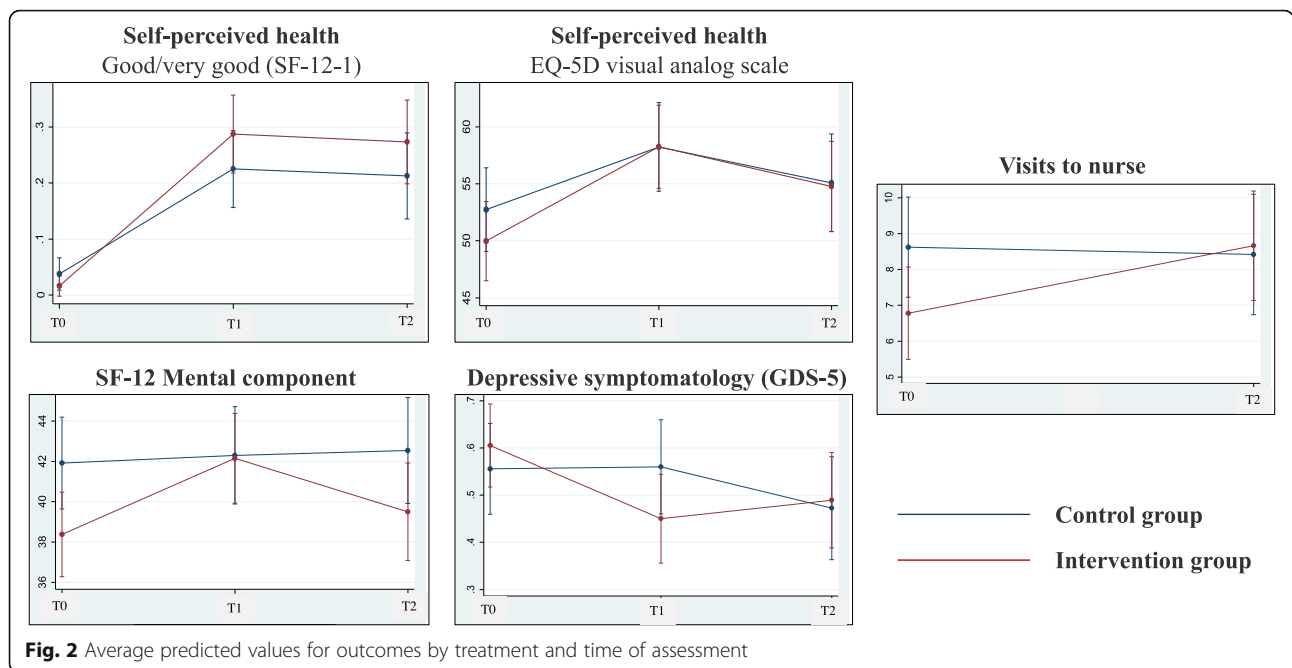 Self-perceived health
Good/very good (SF-12-1)
.3
.2
.1
0
T0
T1
T2
Self-perceived health
EQ-5D visual analog scale
60
55
50
45
T0
T1
T2
Visits to nurse
10
9
8
7
6
5
T0
T2
SF-12 Mental component
44
42
40
38
36
T0
T1
T2
Depressive symptomatology (GDS-5)
.7
.6
.5
.4
.3
T0
T1
T2
Control group
Intervention group
Fig. 2 Average predicted values for outcomes by treatment and time of assessment